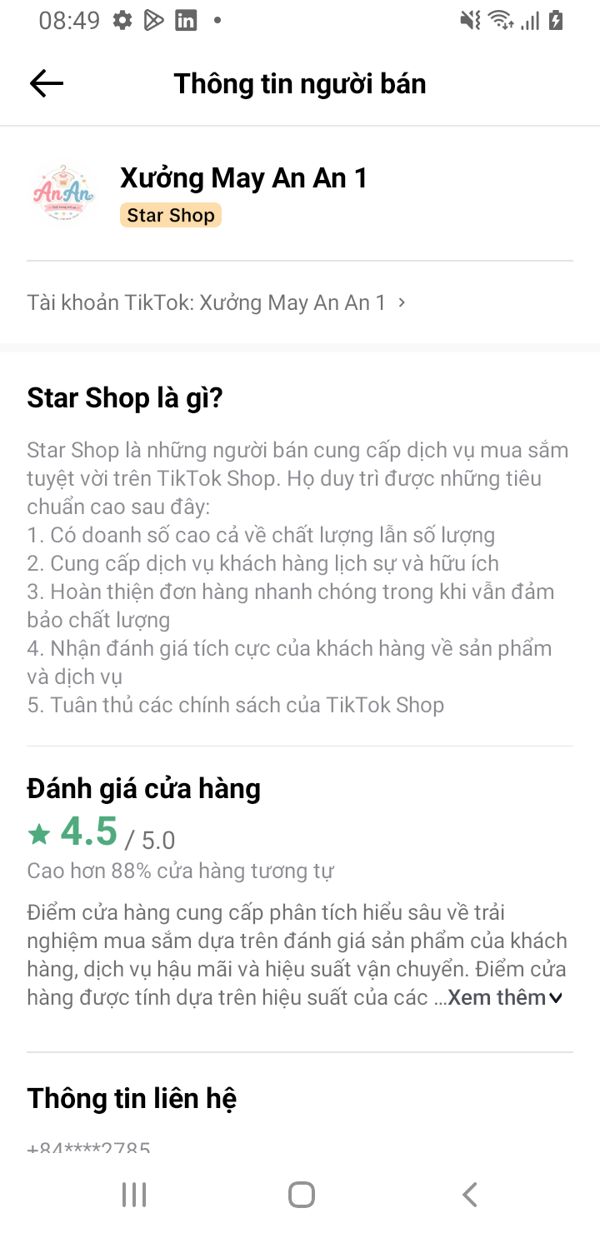 08:49
Thông tin người bán
AnAn
Xưởng May An An 1
Star Shop
Tài khoản TikTok: Xưởng May An An 1
Star Shop là gì?
Star Shop là những người bán cung cấp dịch vụ mua sắm
tuyệt vời trên TikTok Shop. Họ duy trì được những tiêu
chuẩn cao sau đây:
1. Có doanh số cao cả về chất lượng lẫn số lượng
2. Cung cấp dịch vụ khách hàng lịch sự và hữu ích
3. Hoàn thiện đơn hàng nhanh chóng trong khi vẫn đảm
bảo chất lượng
4. Nhận đánh giá tích cực của khách hàng về sản phẩm
và dịch vụ
5. Tuân thủ các chính sách của TikTok Shop
Đánh giá cửa hàng
4.5 / 5.0
Cao hơn 88% cửa hàng tương tự
Điểm cửa hàng cung cấp phân tích hiểu sâu về trải
nghiệm mua sắm dựa trên đánh giá sản phẩm của khách
hàng, dịch vụ hậu mãi và hiệu suất vận chuyển. Điểm cửa
hàng được tính dựa trên hiệu suất của các ...Xem thêm
Thông tin liên hệ
+84****2785